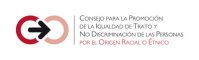 CONSEJO PARA LA PROMOCIÓN
DE LA IGUALDAD DE TRATO Y
NO DISCRIMINACIÓN DE LAS PERSONAS
POR EL ORIGEN RACIAL O ÉTNICO